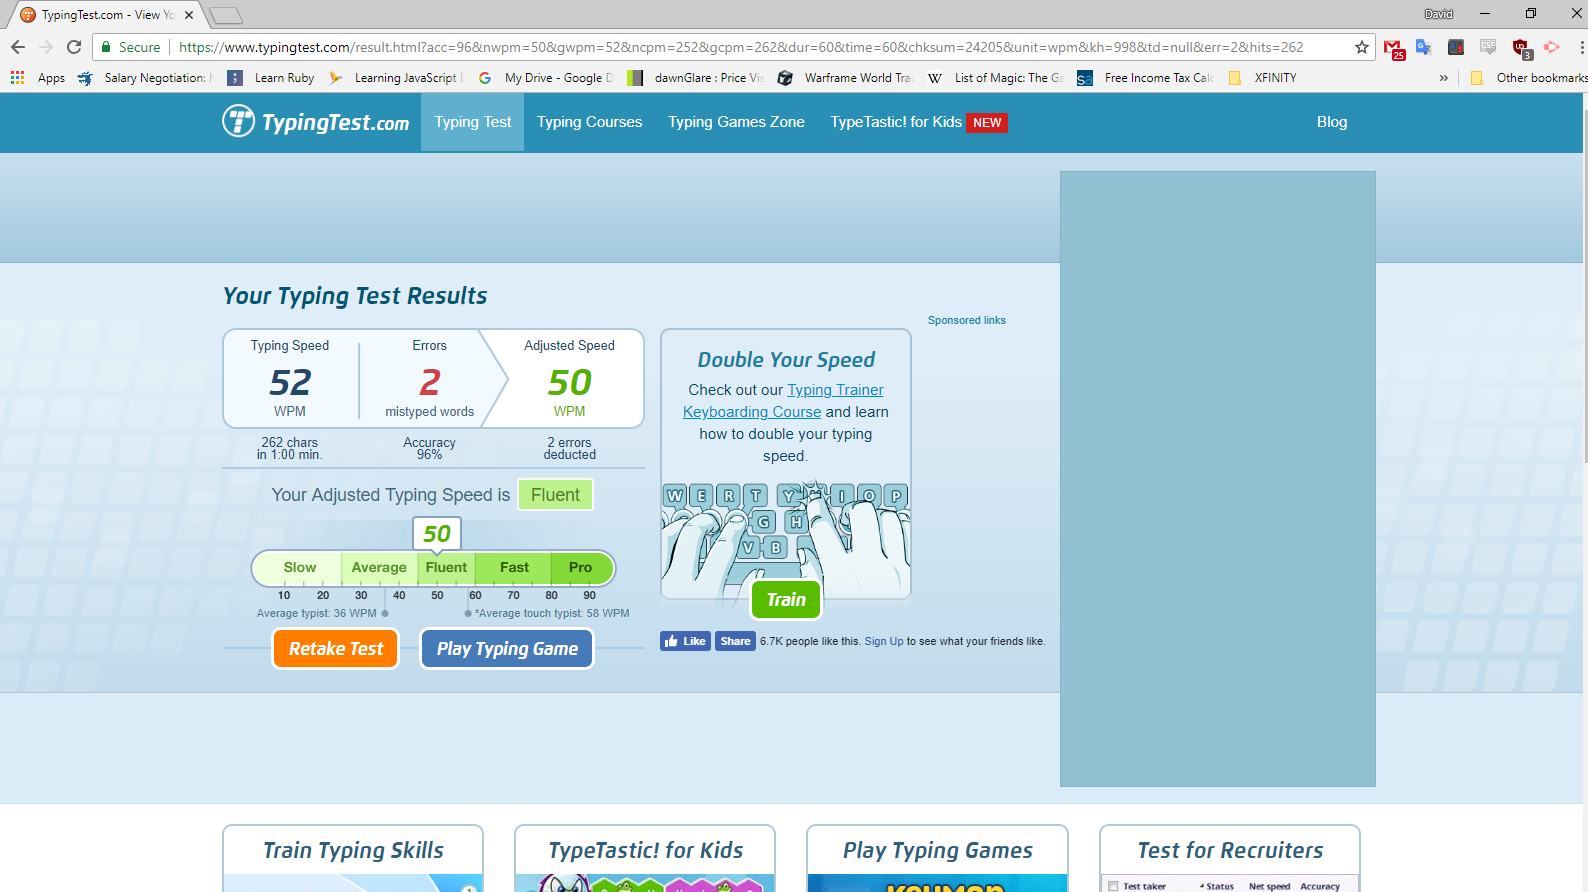 TypingTest.com - View Yo
David
Secure
https://www.typingtest.com/result.html?acc=96&nwpm=50&gwpm=52&ncpm=252&gcpm=262&dur=60&time=60&chksum=24205&unit=wpm&kh=998&td=null&err=2&hits=262
25
3
Apps
Salary Negotiation:
Learn Ruby
Learning JavaScript
My Drive - Google D
dawnGlare : Price Vis
Warframe World Tra
W
List of Magic: The Ga
sa
Free Income Tax Calc
XFINITY
»
Other bookmarks
TypingTest.com
Typing Test
Typing Courses
Typing Games Zone
TypeTastic! for Kids NEW
Blog
Your Typing Test Results
Typing Speed
52
WPM
Errors
2
mistyped words
Adjusted Speed
50
WPM
262 chars
in 1:00 min.
Accuracy
96%
2 errors
deducted
Your Adjusted Typing Speed is Fluent
50
Slow Average Fluent Fast Pro
10 20 30 40 50 60 70 80 90
Average typist: 36 WPM
*Average touch typist: 58 WPM
Retake Test
Play Typing Game
Double Your Speed
Check out our Typing Trainer
Keyboarding Course and learn
how to double your typing
speed.
W E R T Y I O P
G H
V B
Train
Like Share 6.7K people like this. Sign Up to see what your friends like.
Sponsored links
Train Typing Skills
TypeTastic! for Kids
Play Typing Games
Test for Recruiters
Test taker Status Net speed Accuracy